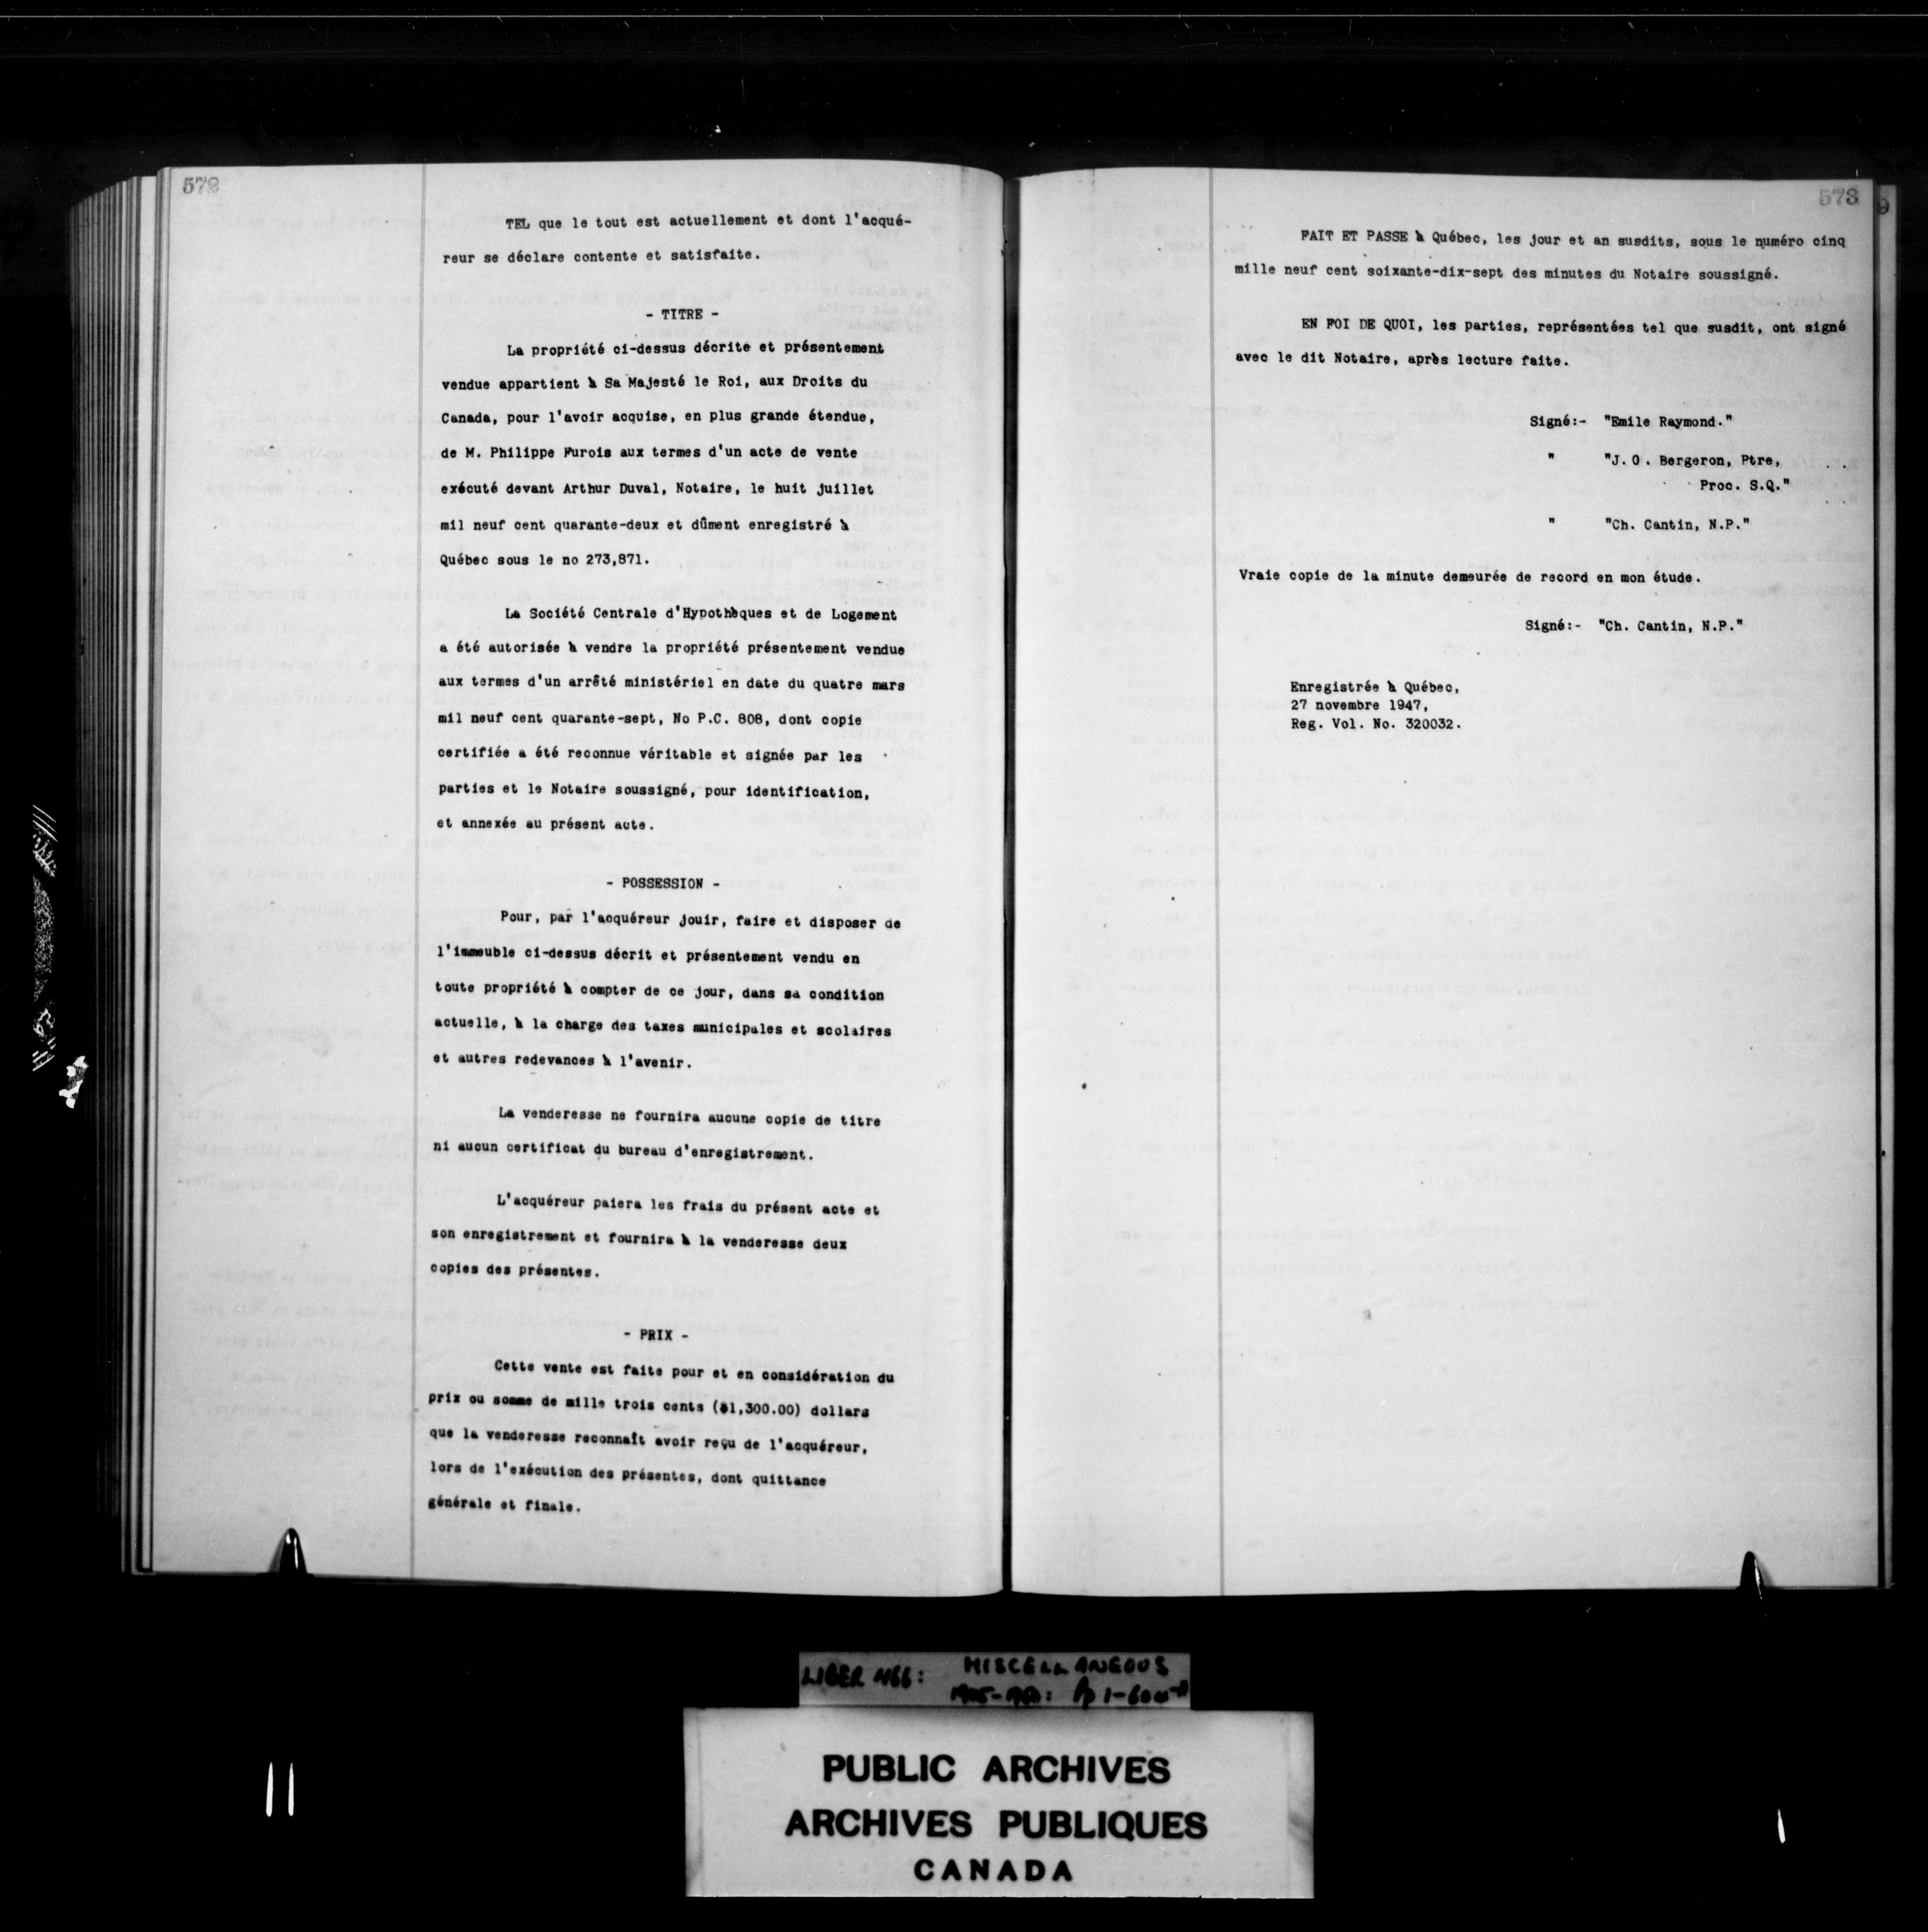 572
TEL que le tout est actuellement et dont l'acqué-
reur se déclare contente et satisfaite.
- TITRE -
La propriété ci-dessus décrite et présentement
vendue appartient à Sa Majesté le Roi, aux Droits du
Canada, pour l'avoir acquise, en plus grande étendue,
de M. Philippe Furois aux termes d'un acte de vente
exécuté devant Arthur Duval, Notaire, le huit juillet
mil neuf cent quarante-deux et dûment enregistré à
Québec sous le no 273,871.
La Société Centrale d'Hypothèques et de Logement
a été autorisée à vendre la propriété présentement vendue
aux termes d'un arrêté ministériel en date du quatre mars
mil neuf cent quarante-sept, No P.C. 808, dont copie
certifiée a été reconnue véritable et signée par les
parties et le Notaire soussigné, pour identification,
et annexée au présent acte.
- POSSESSION -
Pour, par l'acquéreur jouir, faire et disposer de
l'immeuble ci-dessus décrit et présentement vendu en
toute propriété à compter de ce jour, dans sa condition
actuelle, à la charge des taxes municipales et scolaires
et autres redevances à l'avenir.
La venderesse ne fournira aucune copie de titre
ni aucun certificat du bureau d'enregistrement.
L'acquéreur paiera les frais du présent acte et
son enregistrement et fournira à la venderesse deux
copies des présentes.
- PRIX -
Cette vente est faite pour et en considération du
prix ou somme de mille trois cents ($1,300.00) dollars
que la venderesse reconnaît avoir reçu de l'acquéreur,
lors de l'exécution des présentes, dont quittance
générale et finale.
573
FAIT ET PASSE à Québec, les jour et an susdits, sous le numéro cinq
mille neuf cent soixante-dix-sept des minutes du Notaire soussigné.
EN FOI DE QUOI, les parties, représentées tel que susdit, ont signé
avec le dit Notaire, après lecture faite.
Signé:- "Emile Raymond."
" "J. O. Bergeron, Ptre,
Proc. S.Q."
" "Ch. Cantin, N.P."
Vraie copie de la minute demeurée de record en mon étude.
Signé:- "Ch. Cantin, N.P."
Enregistrée à Québec,
27 novembre 1947,
Reg. Vol. No. 320032.
LIBER 466: MISCELLANEOUS
PUBLIC ARCHIVES
ARCHIVES PUBLIQUES
CANADA